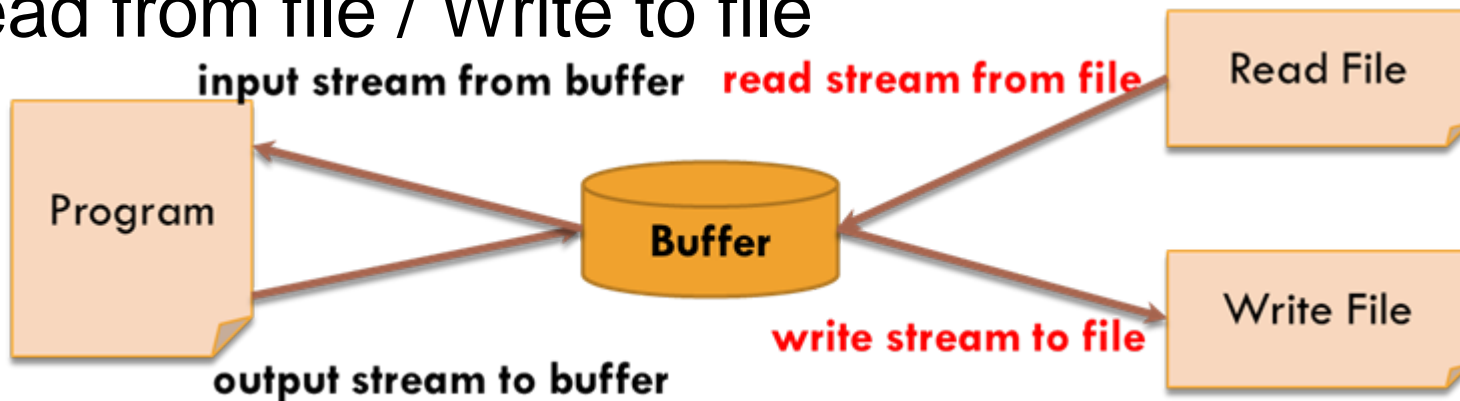 ead from file / Write to file
input stream from buffer
read stream from file
Read File
Program
Buffer
Write File
write stream to file
output stream to buffer